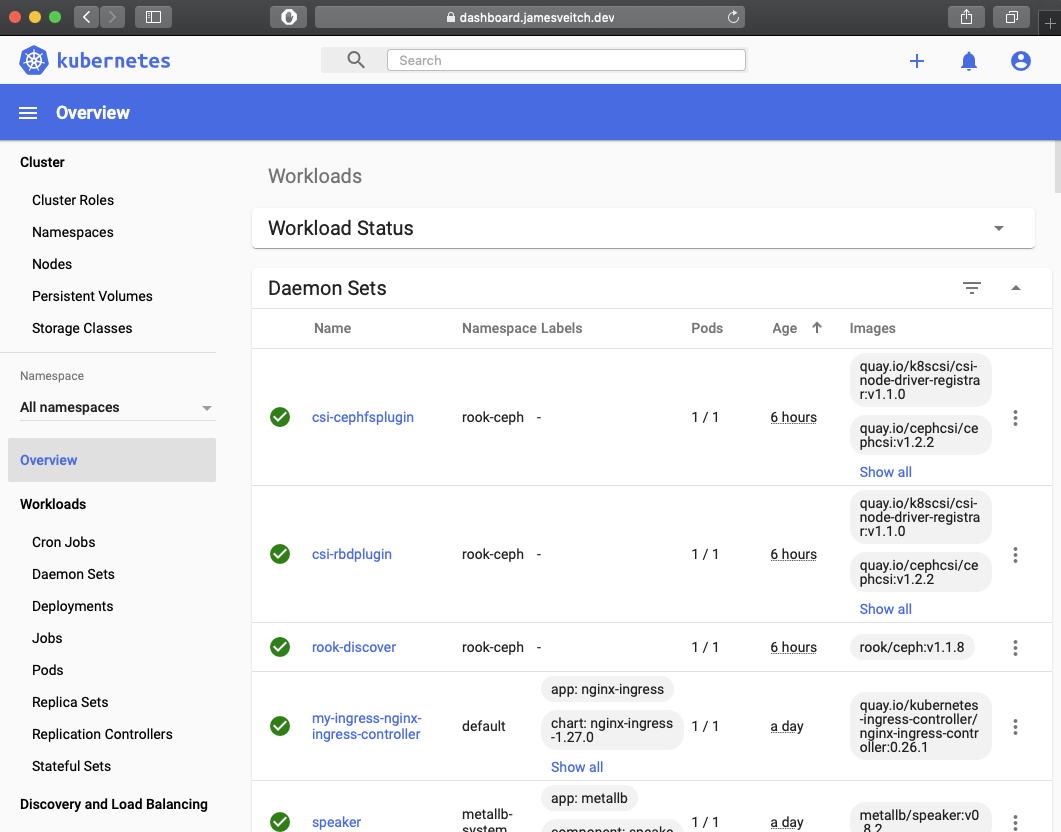 dashboard.jamesveitch.dev
kubernetes
Search
Overview
Cluster
Cluster Roles
Namespaces
Nodes
Persistent Volumes
Storage Classes
Namespace
All namespaces
Overview
Workloads
Cron Jobs
Daemon Sets
Deployments
Jobs
Pods
Replica Sets
Replication Controllers
Stateful Sets
Discovery and Load Balancing
Workloads
Workload Status
Daemon Sets
Name Namespace Labels Pods Age Images
csi-cephfsplugin rook-ceph - 1 / 1 6 hours
quay.io/k8scsi/csi-
node-driver-registra
r:v1.1.0
quay.io/cephcsi/ce
phcsi:v1.2.2
Show all
csi-rbdplugin rook-ceph - 1 / 1 6 hours
quay.io/k8scsi/csi-
node-driver-registra
r:v1.1.0
quay.io/cephcsi/ce
phcsi:v1.2.2
Show all
rook-discover rook-ceph - 1 / 1 6 hours rook/ceph:v1.1.8
my-ingress-nginx-
ingress-controller
default
app: nginx-ingress
chart: nginx-ingress
-1.27.0
Show all
1 / 1 a day
quay.io/kubernetes
-ingress-controller/
nginx-ingress-contr
oller:0.26.1
speaker
metallb-
system
app: metallb
component: speake
1 / 1 a day
metallb/speaker:v0
.8.2